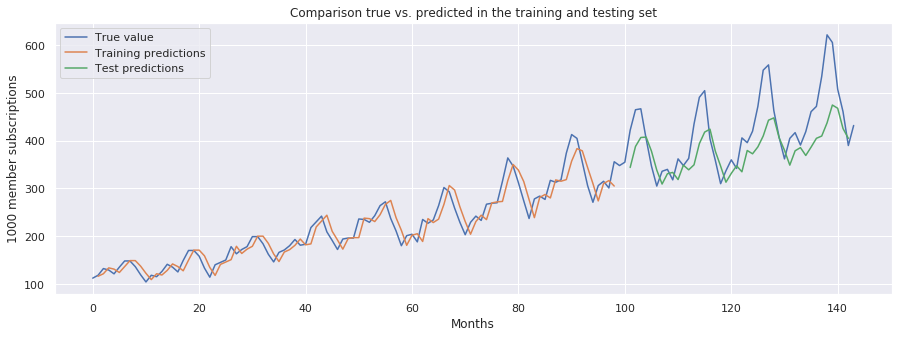 Comparison true vs. predicted in the training and testing set
True value
Training predictions
Test predictions
1000 member subscriptions
600
500
400
300
200
100
0 20 40 60 80 100 120 140
Months